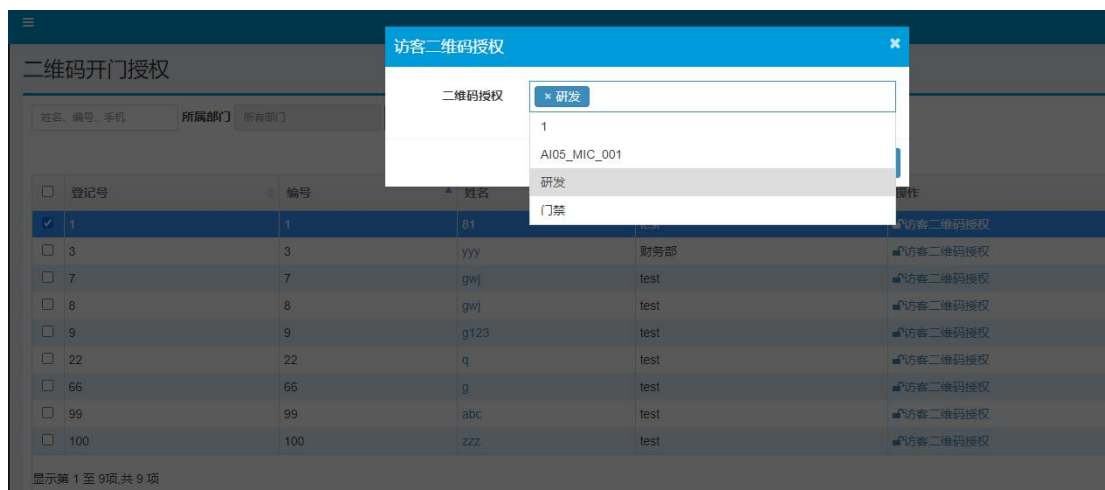 访客二维码授权 ×
二维码开门授权
二维码授权 × 研发
姓名、编号、手机 所属部门 所有部门
1
AI05_MIC_001
研发
门禁
登记号 编号 姓名 操作
1 1 81 test 访客二维码授权
3 3 yyy 财务部 访客二维码授权
7 7 gwj test 访客二维码授权
8 8 gwj test 访客二维码授权
9 9 g123 test 访客二维码授权
22 22 q test 访客二维码授权
66 66 g test 访客二维码授权
99 99 abc test 访客二维码授权
100 100 zzz test 访客二维码授权
显示第 1 至 9项,共 9 项